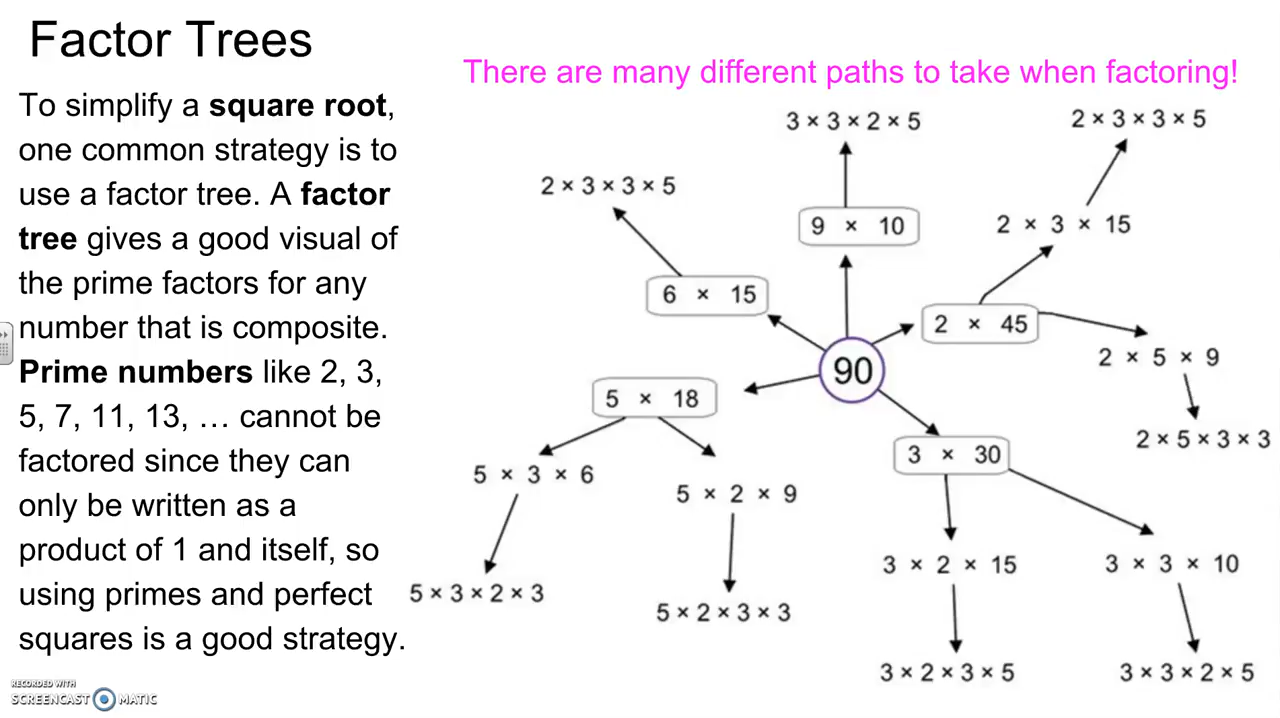 Factor Trees
To simplify a square root,
one common strategy is to
use a factor tree. A factor
tree gives a good visual of
the prime factors for any
number that is composite.
Prime numbers like 2, 3,
5, 7, 11, 13, … cannot be
factored since they can
only be written as a
product of 1 and itself, so
using primes and perfect
squares is a good strategy.
There are many different paths to take when factoring!
3 × 3 × 2 × 5
2 × 3 × 3 × 5
2 × 3 × 3 × 5
9 × 10
2 × 3 × 15
6 × 15
2 × 45
90
2 × 5 × 9
5 × 18
2 × 5 × 3 × 3
3 × 30
5 × 3 × 6
5 × 2 × 9
3 × 2 × 15
3 × 3 × 10
5 × 3 × 2 × 3
5 × 2 × 3 × 3
3 × 2 × 3 × 5
3 × 3 × 2 × 5
RECORDED WITH
SCREENCAST MATIC